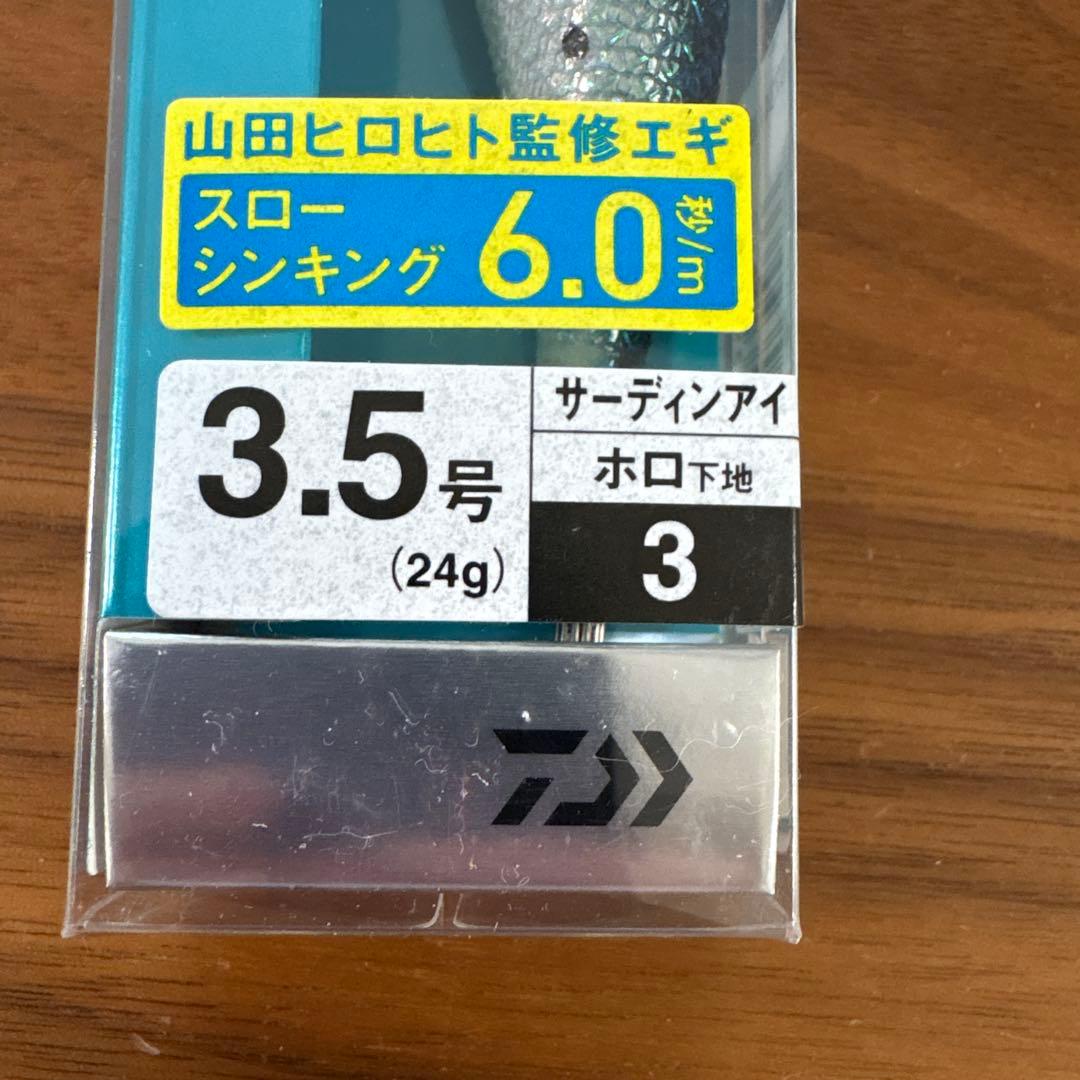 山田ヒロヒト監修エギ
スロー
シンキング
6.0秒/m
3.5号
(24g)
サーディンアイ
ホロ下地
3